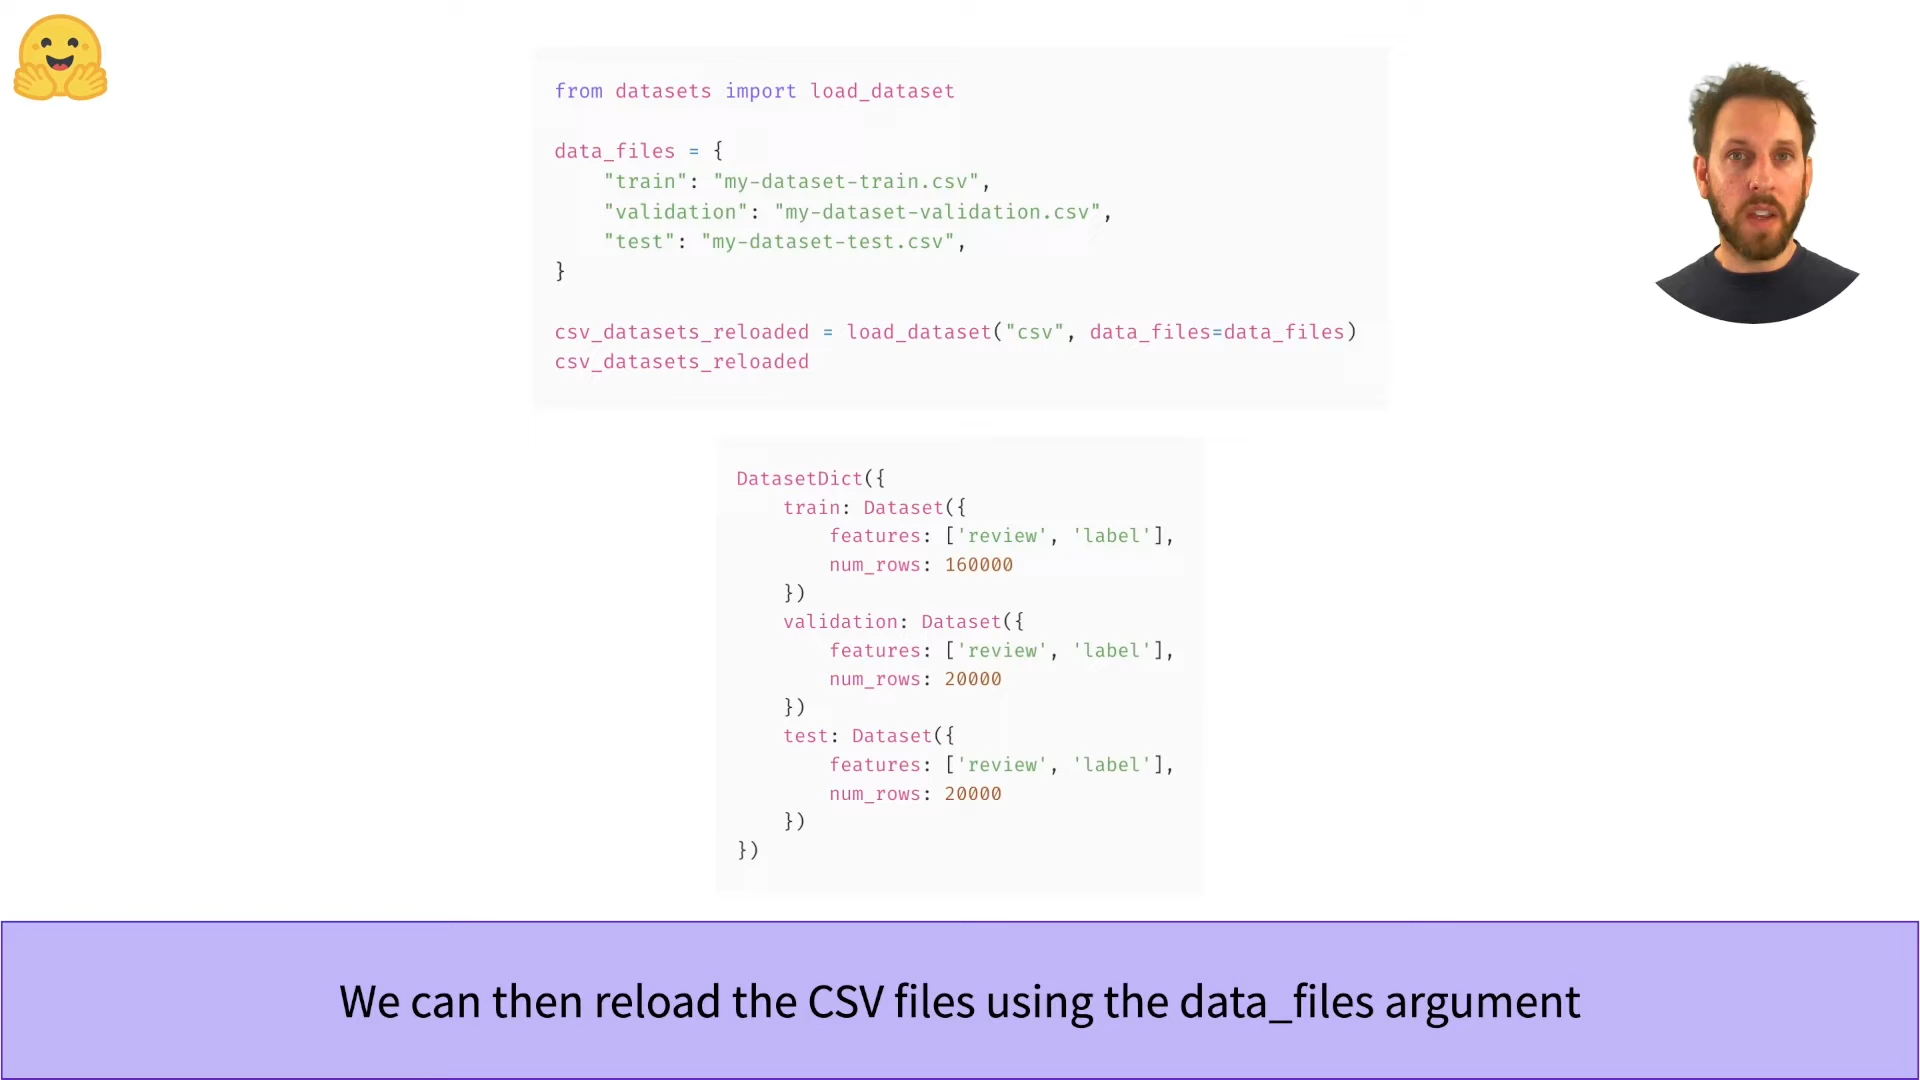 from datasets import load_dataset
data_files = {
    "train": "my-dataset-train.csv",
    "validation": "my-dataset-validation.csv",
    "test": "my-dataset-test.csv",
}
csv_datasets_reloaded = load_dataset("csv", data_files=data_files)
csv_datasets_reloaded
DatasetDict({
    train: Dataset({
        features: ['review', 'label'],
        num_rows: 160000
    })
    validation: Dataset({
        features: ['review', 'label'],
        num_rows: 20000
    })
    test: Dataset({
        features: ['review', 'label'],
        num_rows: 20000
    })
})
We can then reload the CSV files using the data_files argument